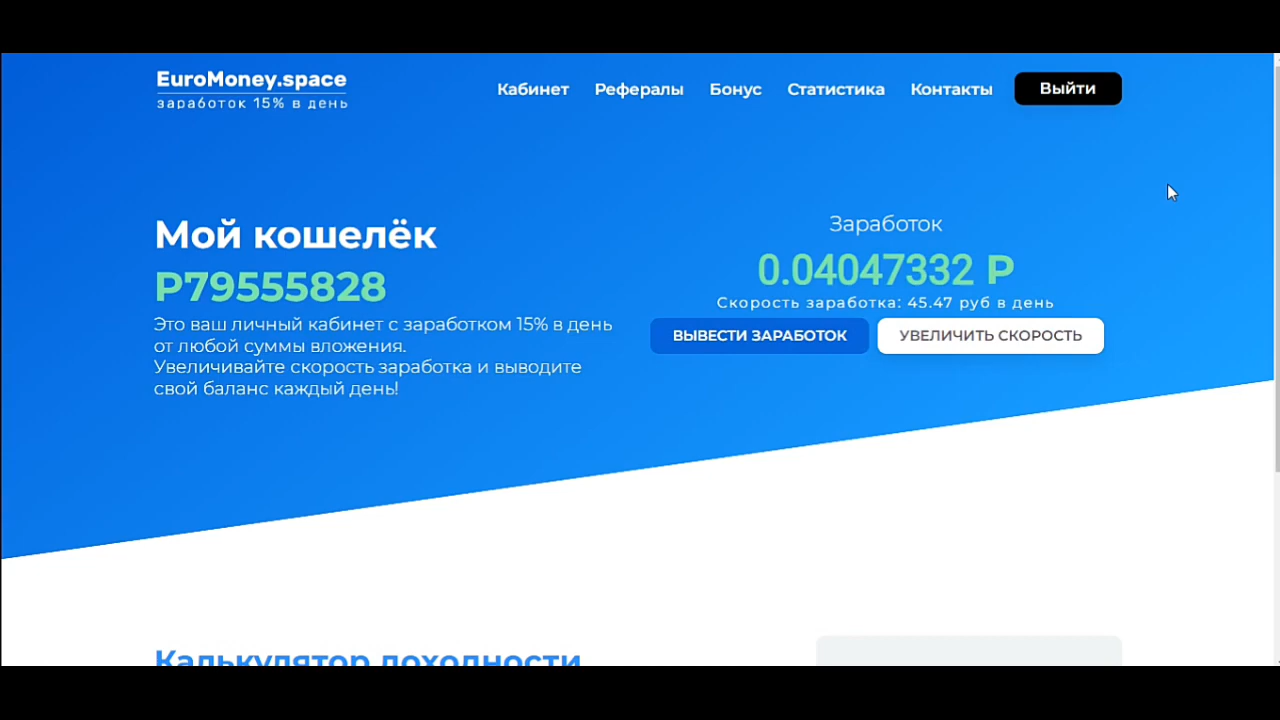 EuroMoney.space
заработок 15% в день
Кабинет Рефералы Бонус Статистика Контакты Выйти
Мой кошелёк
P79555828
Это ваш личный кабинет с заработком 15% в день
от любой суммы вложения.
Увеличивайте скорость заработка и выводите
свой баланс каждый день!
Заработок
0.04047332 Р
Скорость заработка: 45.47 руб в день
ВЫВЕСТИ ЗАРАБОТОК УВЕЛИЧИТЬ СКОРОСТЬ
Калькулятор доходности